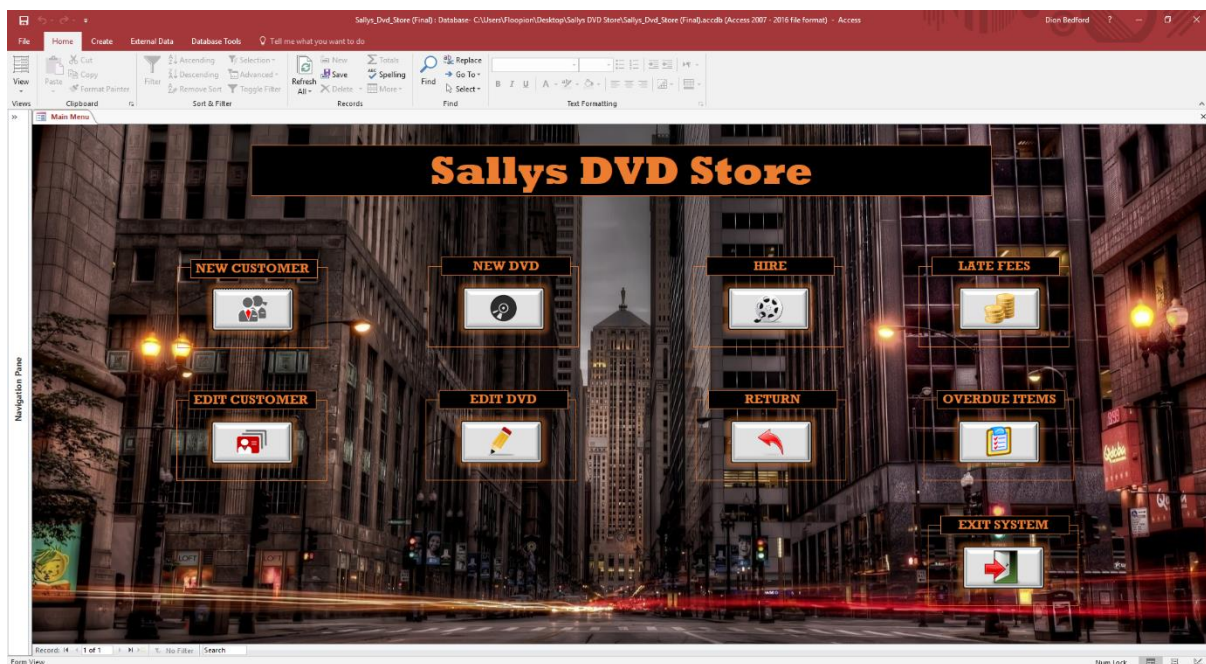 Sallys_Dvd_Store (Final) : Database- C:\Users\Floopion\Desktop\Sallys DVD Store\Sallys_Dvd_Store (Final).accdb (Access 2007 - 2016 file format) - Access
Dion Bedford ?
File Home Create External Data Database Tools Tell me what you want to do
View
Paste
Cut
Copy
Format Painter
Filter
Ascending
Descending
Remove Sort
Selection
Advanced
Toggle Filter
Refresh
All
New
Save
Delete
Totals
Spelling
More
Find
Replace
Go To
Select
B I U A
Views Clipboard Sort & Filter Records Find Text Formatting
Main Menu
Navigation Pane
Sallys DVD Store
NEW CUSTOMER NEW DVD HIRE LATE FEES
EDIT CUSTOMER EDIT DVD RETURN OVERDUE ITEMS
EXIT SYSTEM
LOFT LOFT
Qdoba
Record: 1 of 1 No Filter Search
Form View Num Lock